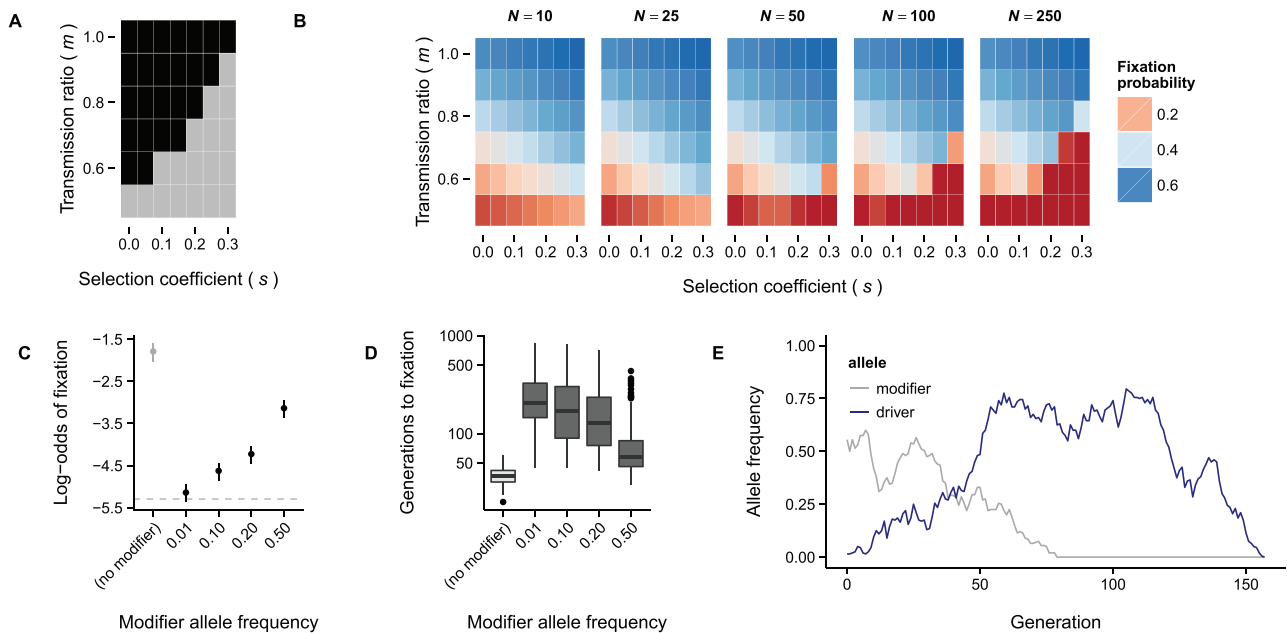 A
Transmission ratio ( m )
1.0
0.8
0.6
0.0 0.1 0.2 0.3
Selection coefficient ( s )
B
N = 10 N = 25 N = 50 N = 100 N = 250
Transmission ratio ( m )
1.0
0.8
0.6
0.0 0.1 0.2 0.3 0.0 0.1 0.2 0.3 0.0 0.1 0.2 0.3 0.0 0.1 0.2 0.3 0.0 0.1 0.2 0.3
Selection coefficient ( s )
Fixation
probability
0.2
0.4
0.6
C
Log−odds of fixation
−1.5
−2.5
−3.5
−4.5
−5.5
(no modifier) 0.01 0.10 0.20 0.50
Modifier allele frequency
D
Generations to fixation
1000
500
100
50
(no modifier) 0.01 0.10 0.20 0.50
Modifier allele frequency
E
Allele frequency
1.00
0.75
0.50
0.25
0.00
allele
modifier
driver
0 50 100 150
Generation